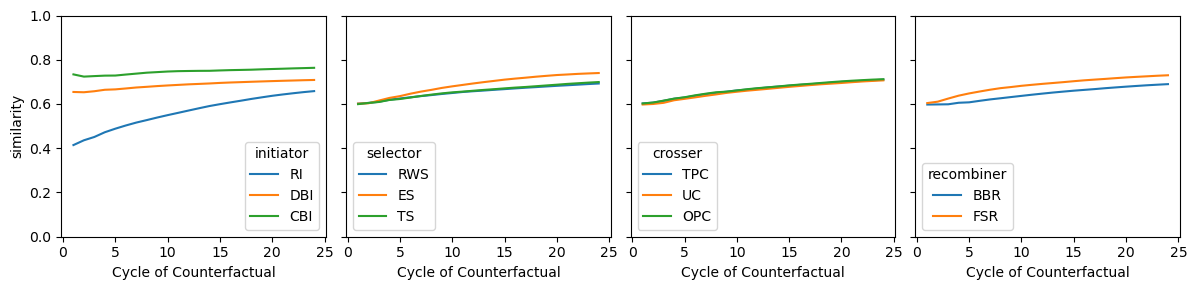 1.0
0.8
0.6
0.4
0.2
0.0
similarity
initiator
RI
DBI
CBI
0 5 10 15 20 25
Cycle of Counterfactual
selector
RWS
ES
TS
0 5 10 15 20 25
Cycle of Counterfactual
crosser
TPC
UC
OPC
0 5 10 15 20 25
Cycle of Counterfactual
recombiner
BBR
FSR
0 5 10 15 20 25
Cycle of Counterfactual